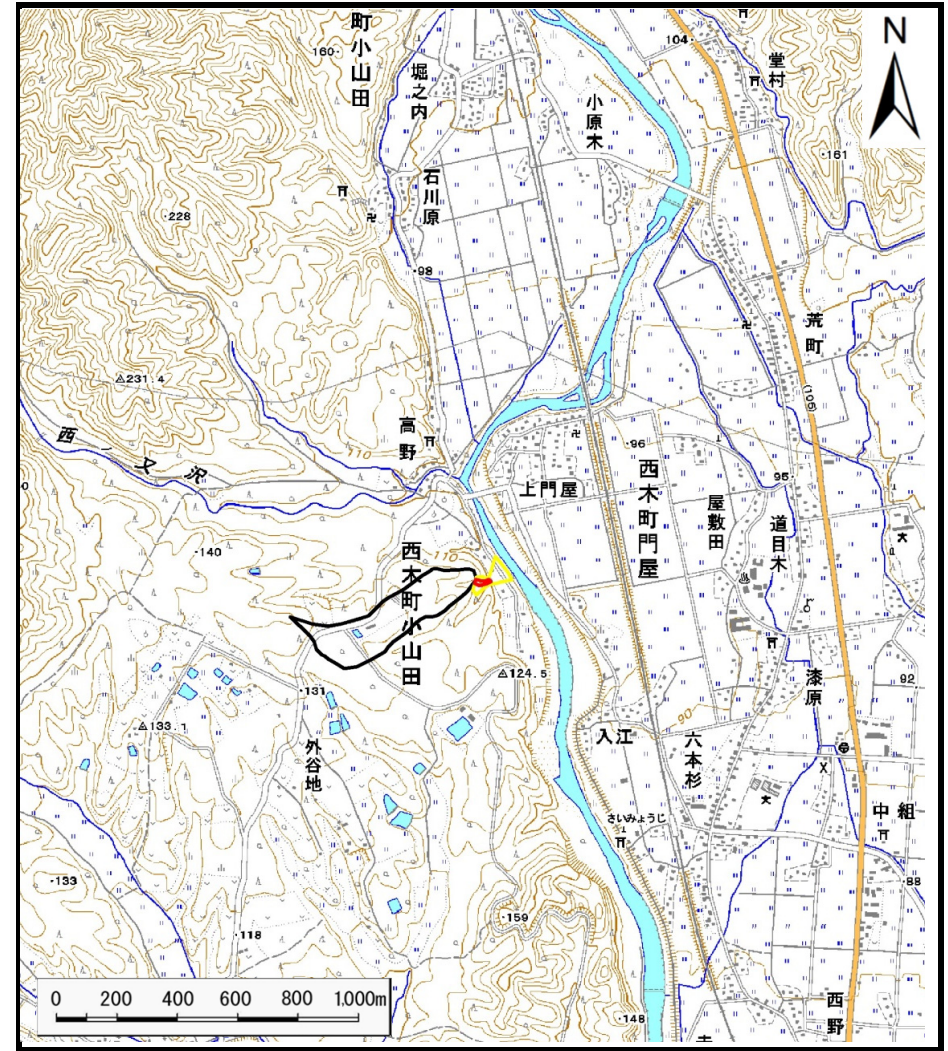 N
町小山田
160
堀之内
石川原
小原木
104
堂村
161
228
98
荒町
(105)
231.4
西ノ又沢
高野
110
96
上門屋
西木町門屋
屋敷田
95
道目木
140
110
西木町小山田
124.5
131
133.1
外谷地
漆原
92
90
入江
六本杉
さいみょうじ
中組
88
133
118
159
148
西野
0 200 400 600 800 1,000m